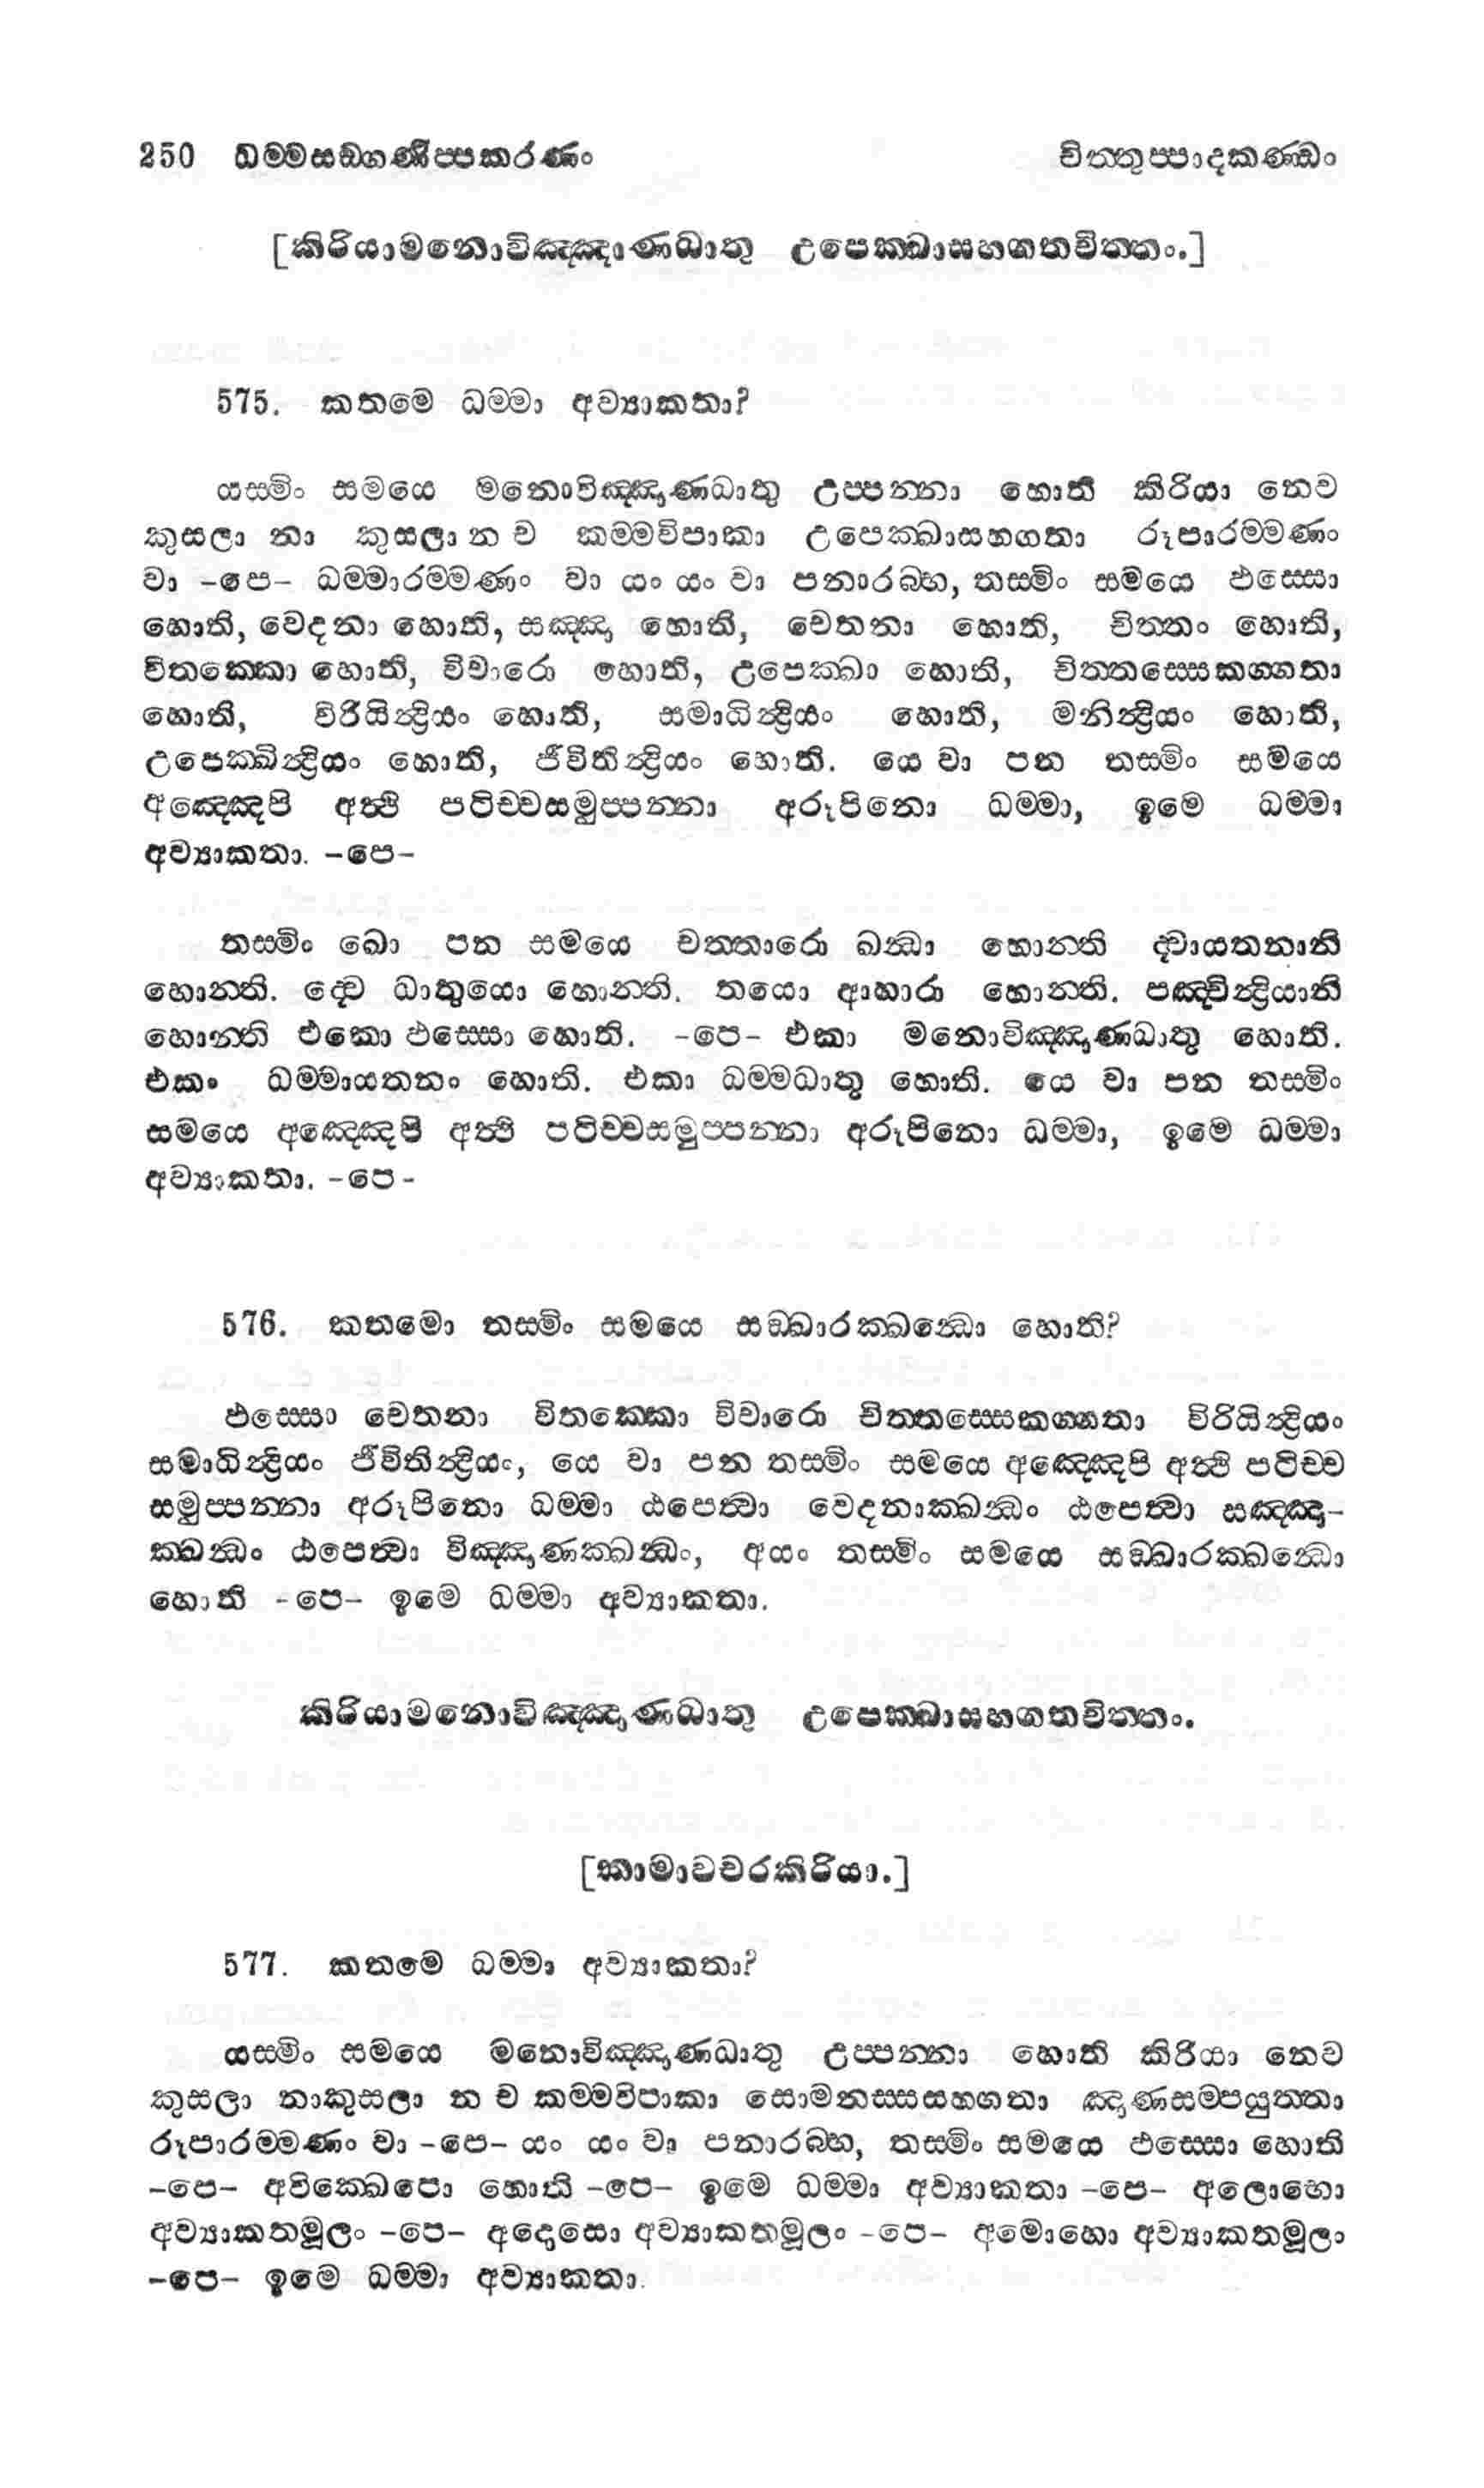 250 ධම්මසඞ්ගණිප්පකරණං චිත්තුප්පාදකණ්ඩං
[කිරියාමනොවිඤ්ඤාණධාතු උපෙක්ඛාසහගතචිත්තං.]
575. කතමෙ ධම්මා අව්‍යාකතා?
යස්මිං සමයෙ මනොවිඤ්ඤාණධාතු උප්පන්නා හොති කිරියා නෙව
කුසලා නා කුසලා න ච කම්මවිපාකා උපෙක්ඛාසහගතා රූපාරම්මණං
වා -පෙ- ධම්මාරම්මණං වා යං යං වා පනාරබ්භ, තස්මිං සමයෙ ඵස්සො
හොති, වෙදනා හොති, සඤ්ඤා හොති, චෙතනා හොති, චිත්තං හොති,
විතක්කො හොති, විචාරො හොති, උපෙක්ඛා හොති, චිත්තස්සෙකග්ගතා
හොති, විරියින්ද්‍රියං හොති, සමාධින්ද්‍රියං හොති, මනින්ද්‍රියං හොති,
උපෙක්ඛින්ද්‍රියං හොති, ජීවිතින්ද්‍රියං හොති. යෙ වා පන තස්මිං සමයෙ
අඤ්ඤෙපි අත්ථි පටිච්චසමුප්පන්නා අරූපිනො ධම්මා, ඉමෙ ධම්මා
අව්‍යාකතා. -පෙ-
තස්මිං ඛො පන සමයෙ චත්තාරො ඛන්ධා හොන්ති ද්වායතනානි
හොන්ති. ද්වෙ ධාතුයො හොන්ති. තයො ආහාරා හොන්ති. පඤ්චින්ද්‍රියානි
හොන්ති එකො ඵස්සො හොති. -පෙ- එකා මනොවිඤ්ඤාණධාතු හොති.
එකං ධම්මායතනං හොති. එකා ධම්මධාතු හොති. යෙ වා පන තස්මිං
සමයෙ අඤ්ඤෙපි අත්ථි පටිච්චසමුප්පන්නා අරූපිනො ධම්මා, ඉමෙ ධම්මා
අව්‍යාකතා. -පෙ-
576. කතමො තස්මිං සමයෙ සඞ්ඛාරක්ඛන්ධො හොති?
ඵස්සො චෙතනා විතක්කො විචාරො චිත්තස්සෙකග්ගතා විරියින්ද්‍රියං
සමාධින්ද්‍රියං ජීවිතින්ද්‍රියං, යෙ වා පන තස්මිං සමයෙ අඤ්ඤෙපි අත්ථි පටිච්ච
සමුප්පන්නා අරූපිනො ධම්මා ඨපෙත්වා වෙදනාක්ඛන්ධං ඨපෙත්වා සඤ්ඤා-
ක්ඛන්ධං ඨපෙත්වා විඤ්ඤාණක්ඛන්ධං, අයං තස්මිං සමයෙ සඞ්ඛාරක්ඛන්ධො
හොති -පෙ- ඉමෙ ධම්මා අව්‍යාකතා.
කිරියාමනොවිඤ්ඤාණධාතු උපෙක්ඛාසහගතචිත්තං.
[කාමාවචරකිරියා.]
577. කතමෙ ධම්මා අව්‍යාකතා?
යස්මිං සමයෙ මනොවිඤ්ඤාණධාතු උප්පන්නා හොති කිරියා නෙව
කුසලා නාකුසලා න ච කම්මවිපාකා සොමනස්සසහගතා ඤාණසම්පයුත්තා
රූපාරම්මණං වා -පෙ- යං යං වා පනාරබ්භ, තස්මිං සමයෙ ඵස්සො හොති
-පෙ- අවික්ඛෙපො හොති -පෙ- ඉමෙ ධම්මා අව්‍යාකතා -පෙ- අලොභො
අව්‍යාකතමූලං -පෙ- අදොසො අව්‍යාකතමූලං -පෙ- අමොහො අව්‍යාකතමූලං
-පෙ- ඉමෙ ධම්මා අව්‍යාකතා.